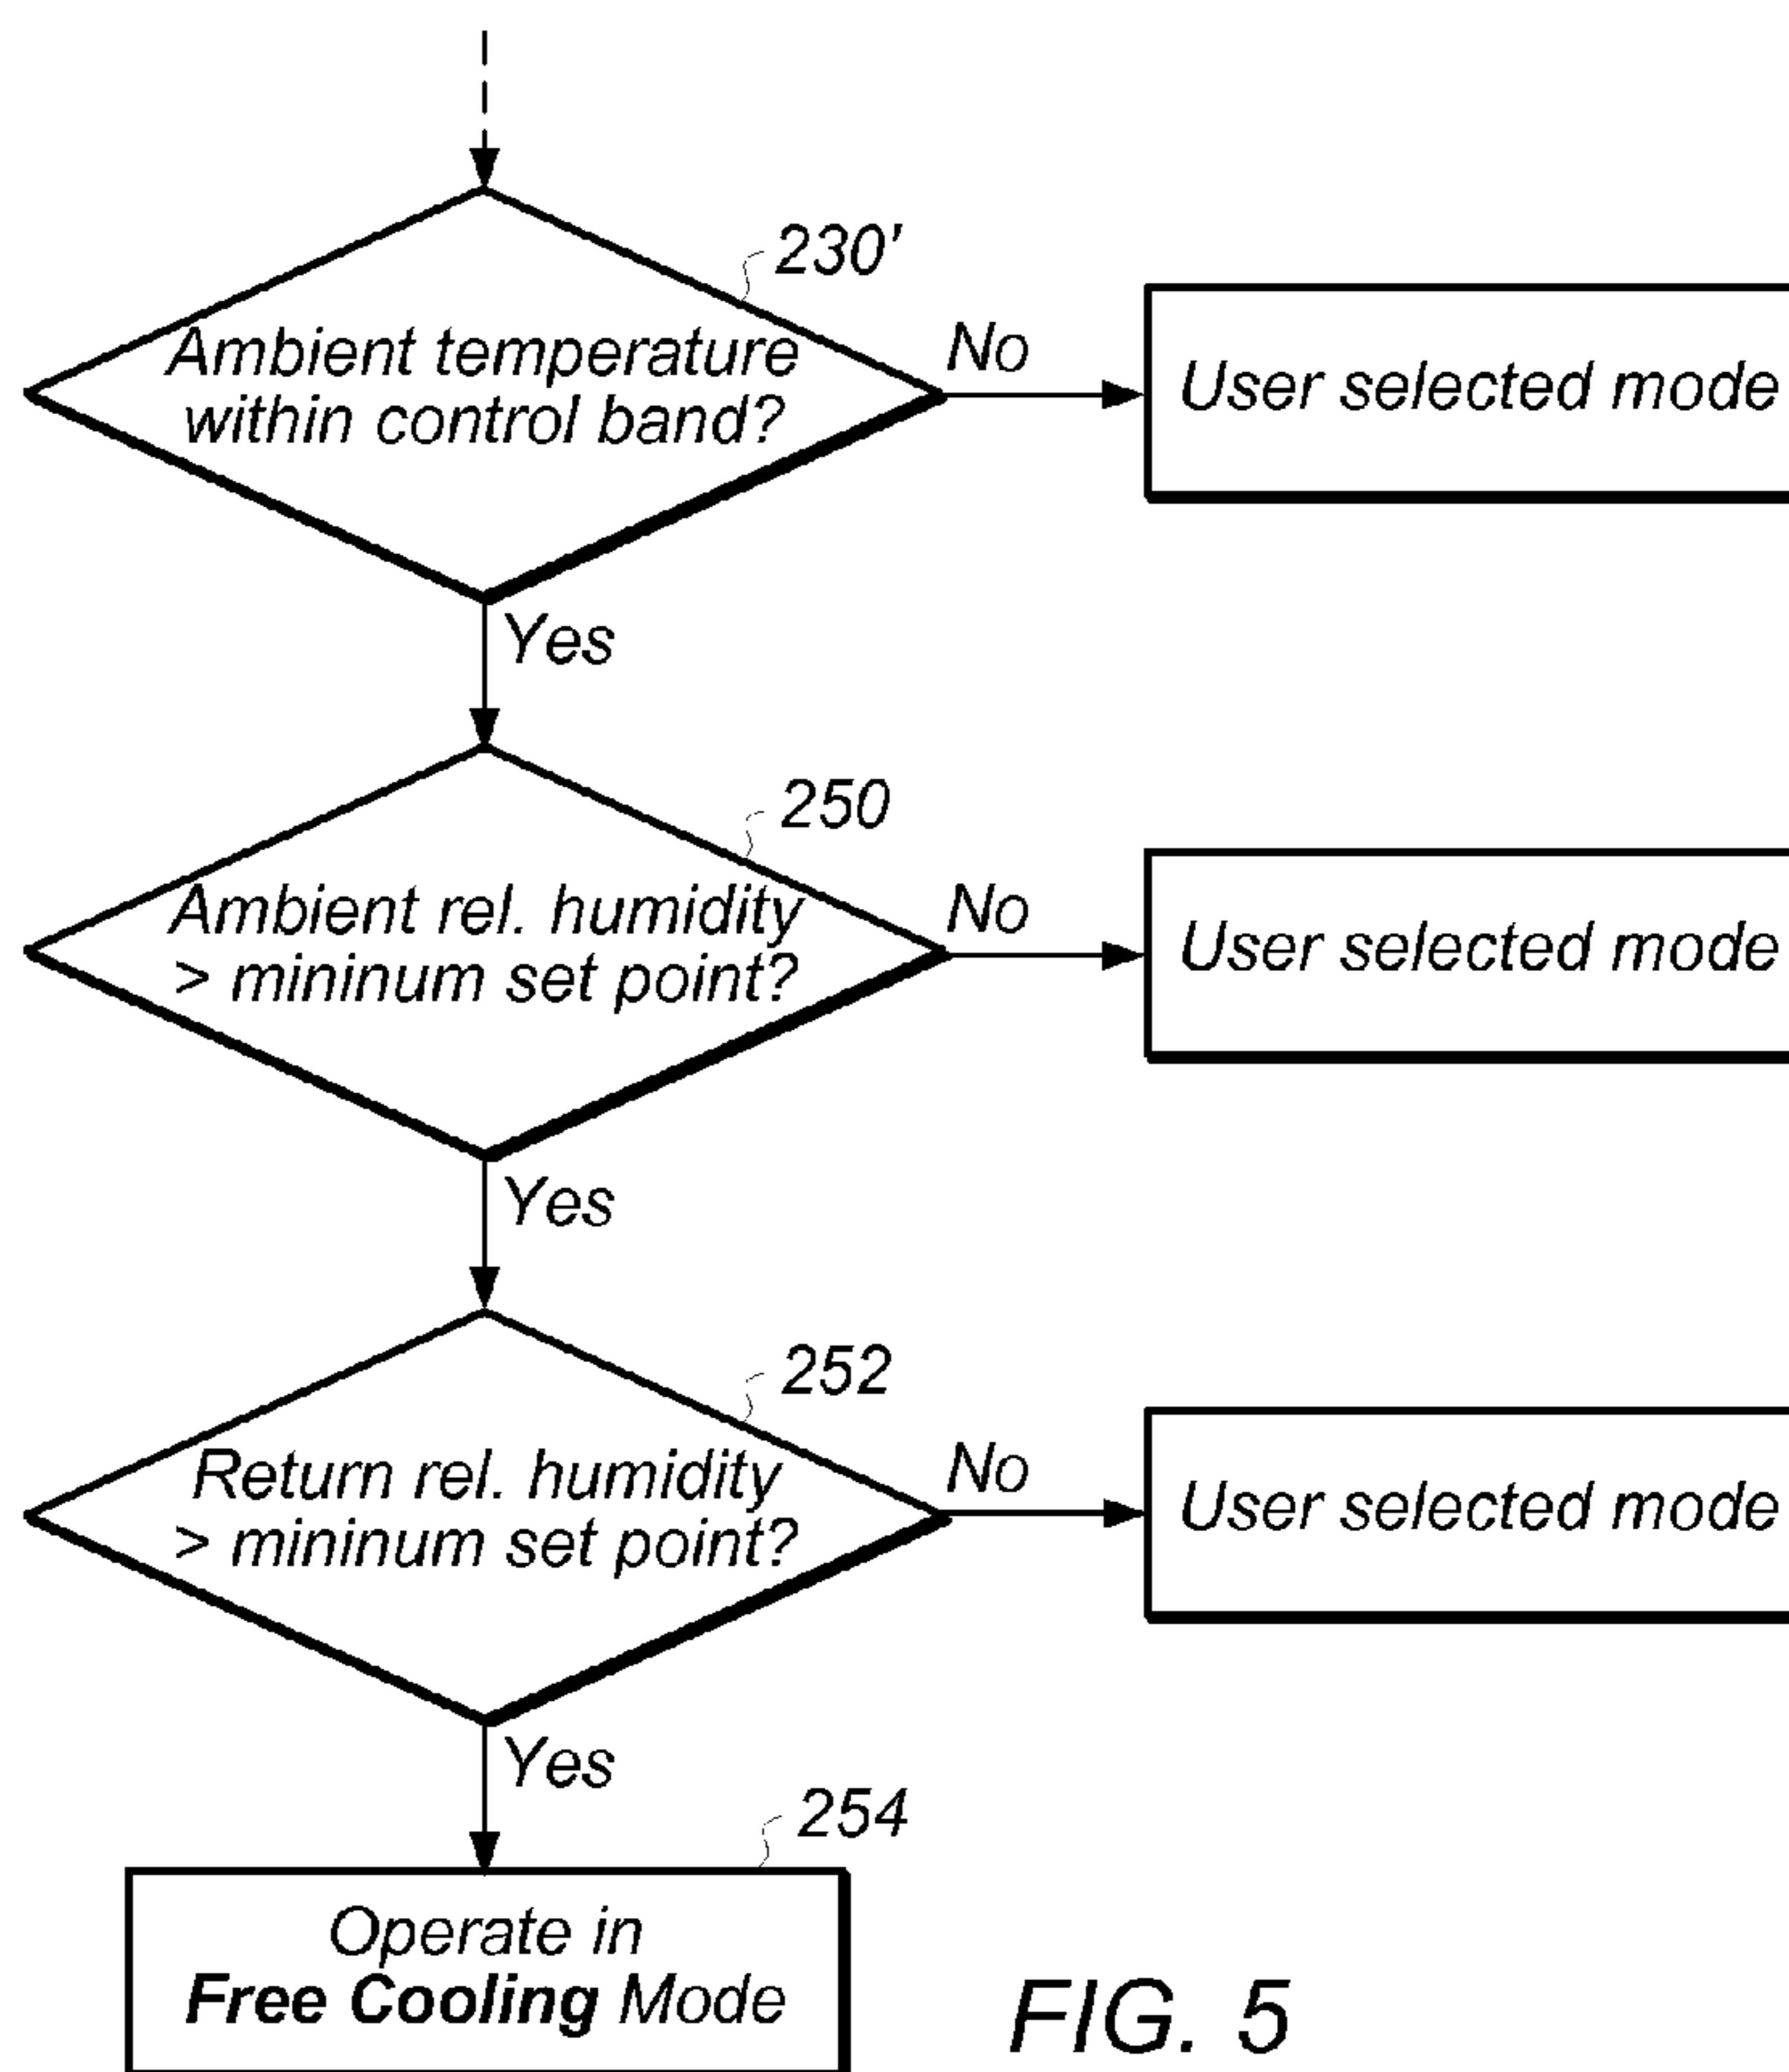 230'
Ambient temperature
within control band?
No
User selected mode
Yes
250
Ambient rel. humidity
> mininum set point?
No
User selected mode
Yes
252
Return rel. humidity
> mininum set point?
No
User selected mode
Yes
254
Operate in
Free Cooling Mode
FIG. 5